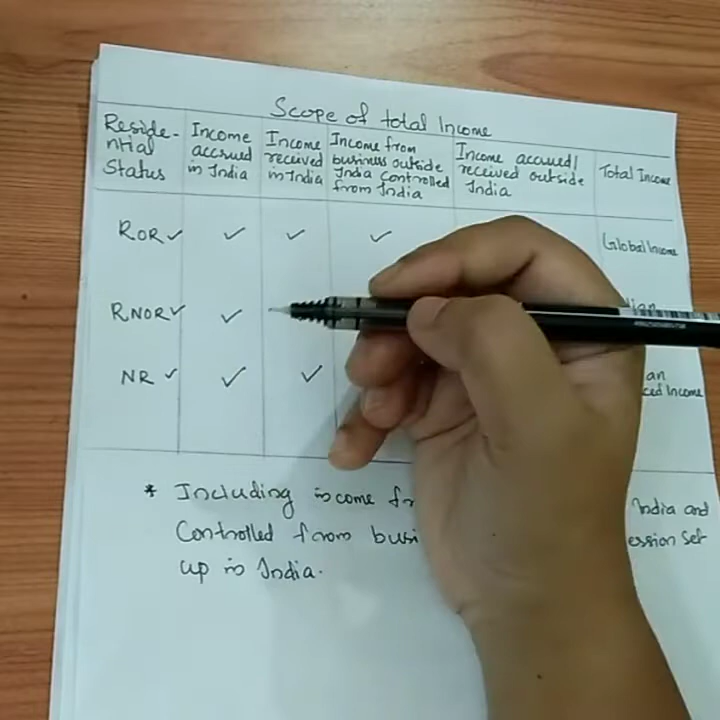 Scope of total Income
Reside-
ntial
Status
Income
accrued
in India
Income
received
in India
Income from
business outside
India controlled
from India
Income accrued/
received outside
India
Total Income
ROR ✓ ✓ ✓ ✓
Global Income
RNOR ✓ ✓
NR ✓ ✓ ✓
Income
* Including income
India and
Controlled from
set
up in India.